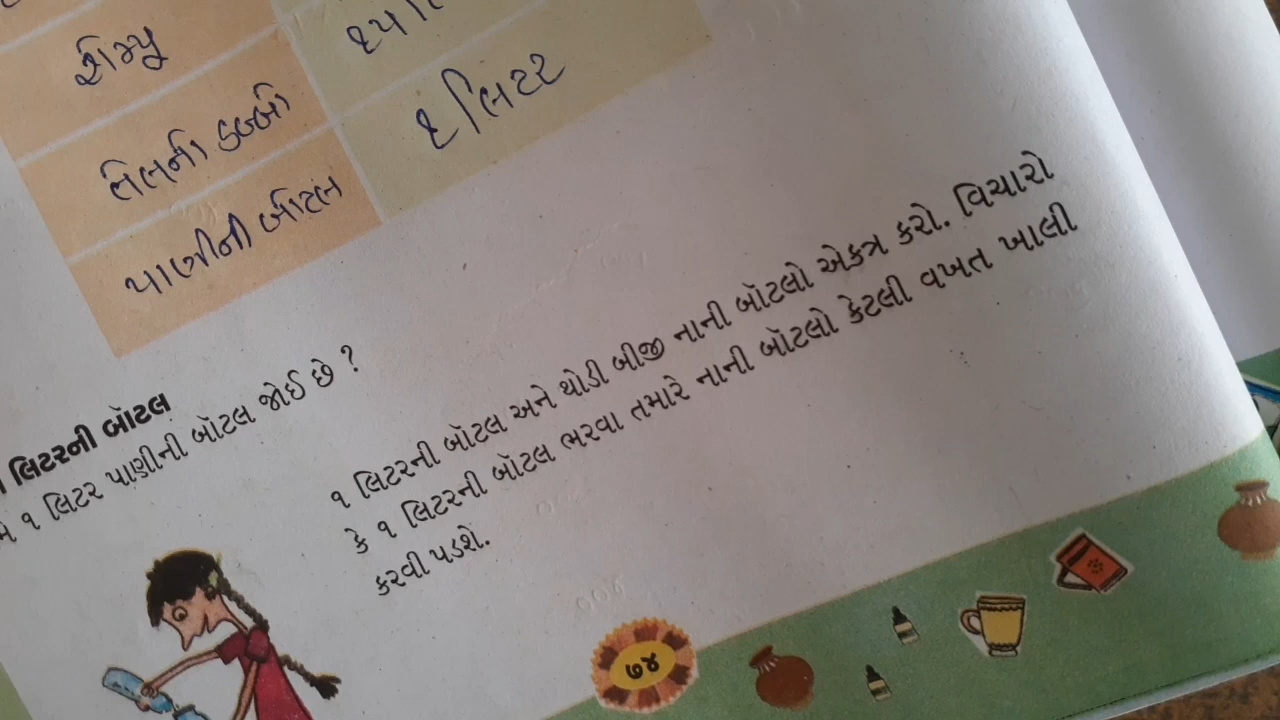 શેમ્પૂ
તેલની ડબ્બી
૧ લિટર
પાણીની બોટલ
લિટરની બૉટલ
૧ લિટર પાણીની બૉટલ જોઈ છે ?
૧ લિટરની બૉટલ અને થોડી બીજી નાની બૉટલો એકત્ર કરો. વિચારો
કે ૧ લિટરની બૉટલ ભરવા તમારે નાની બૉટલો કેટલી વખત ખાલી
કરવી પડશે.
૭૪